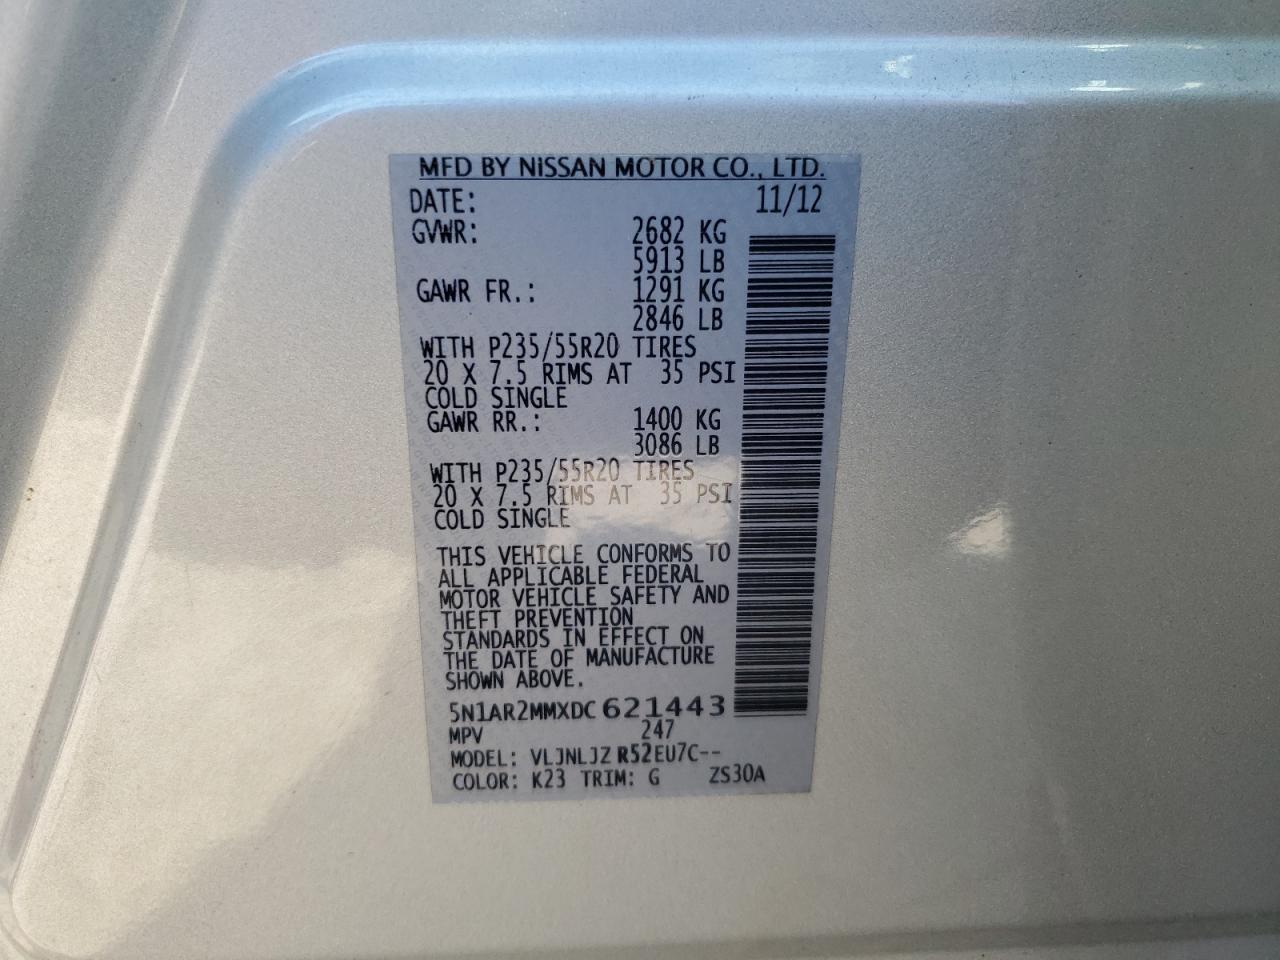 MFD BY NiSSAN MOTOR CO., LTD.
DATE: 11/12
GVWR: 2682 KG
5913 LB
GAWR FR.: 1291 KG
2846 LB
WITH P235/55R20 TIRES
20 X 7.5 RIMS AT 35 PSI
COLD SINGLE
GAWR RR.: 1400 KG
3086 LB
WITH P235/55R20 TIRES
20 X 7.5 RIMS AT 35 PSI
COLD SINGLE
THIS VEHICLE CONFORMS TO
ALL APPLICABLE FEDERAL
MOTOR VEHICLE SAFETY AND
THEFT PREVENTION
STANDARDS IN EFFECT ON
THE DATE OF MANUFACTURE
SHOWN ABOVE.
5N1AR2MMXDC621443
MPV 247
MODEL: VLJNLJZ R52EU7C--
COLOR: K23 TRIM: G ZS30A